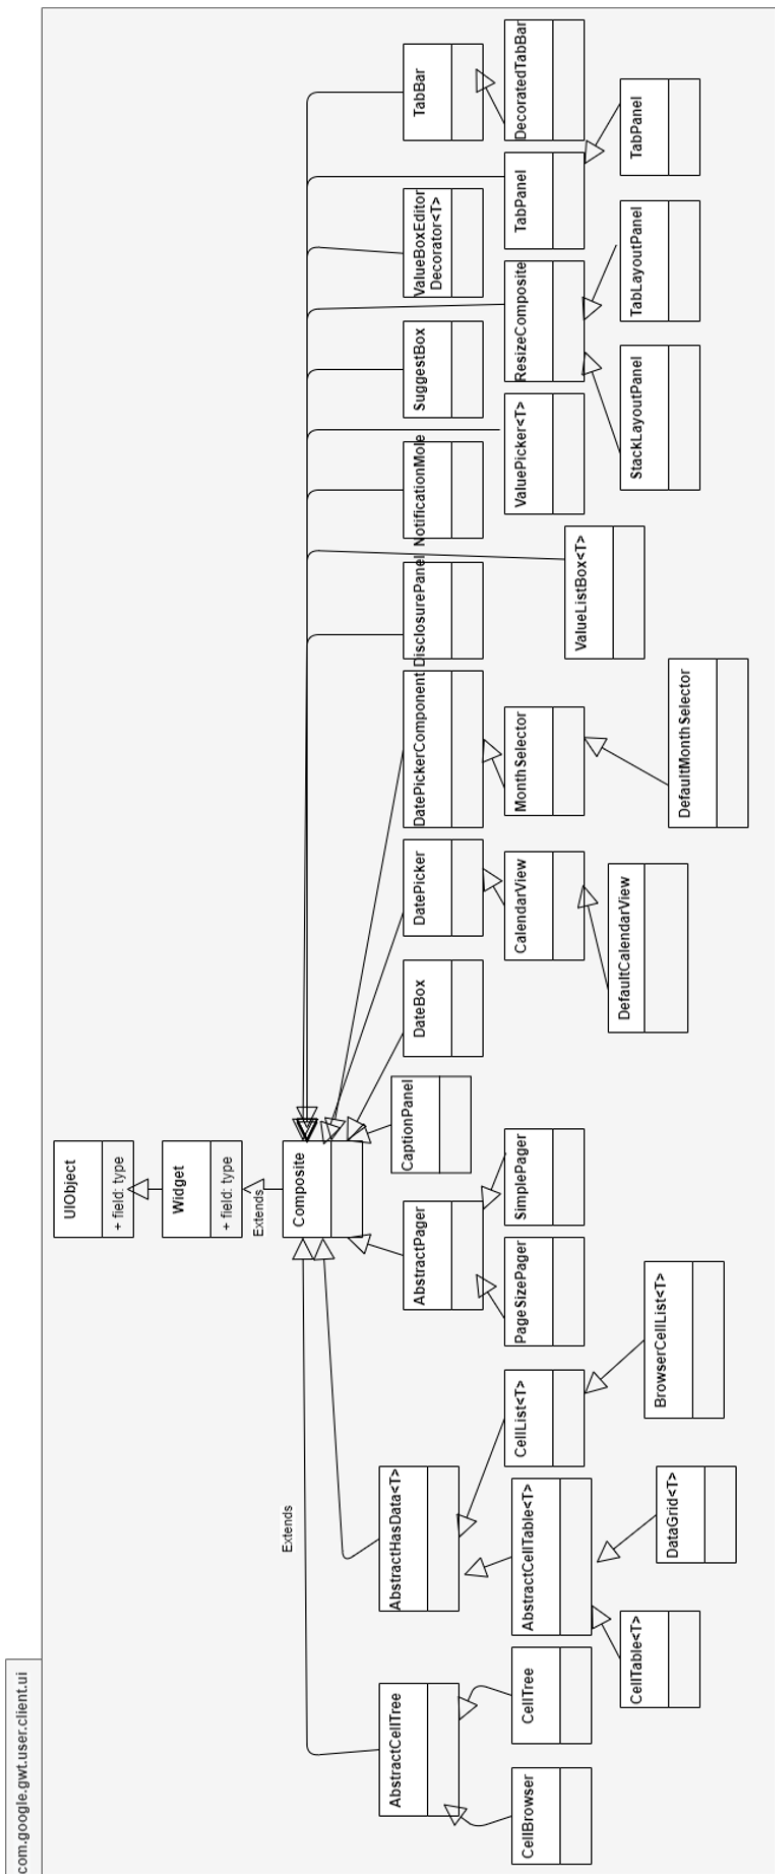 com.google.gwt.user.client.ui
UIObject
+ field: type
Widget
+ field: type
Extends
Composite
Extends
AbstractCellTree
AbstractHasData<T>
AbstractPager
CaptionPanel
DateBox
DatePicker
DatePickerComponent
DisclosurePanel
NotificationMole
SuggestBox
ValueBoxEditor
Decorator<T>
TabBar
CellBrowser
CellTree
AbstractCellTable<T>
CellList<T>
PageSizePager
SimplePager
CalendarView
MonthSelector
ValueListBox<T>
ValuePicker<T>
ResizeComposite
TabPanel
DecoratedTabBar
CellTable<T>
DataGrid<T>
BrowserCellList<T>
DefaultCalendarView
DefaultMonthSelector
StackLayoutPanel
TabLayoutPanel
TabPanel